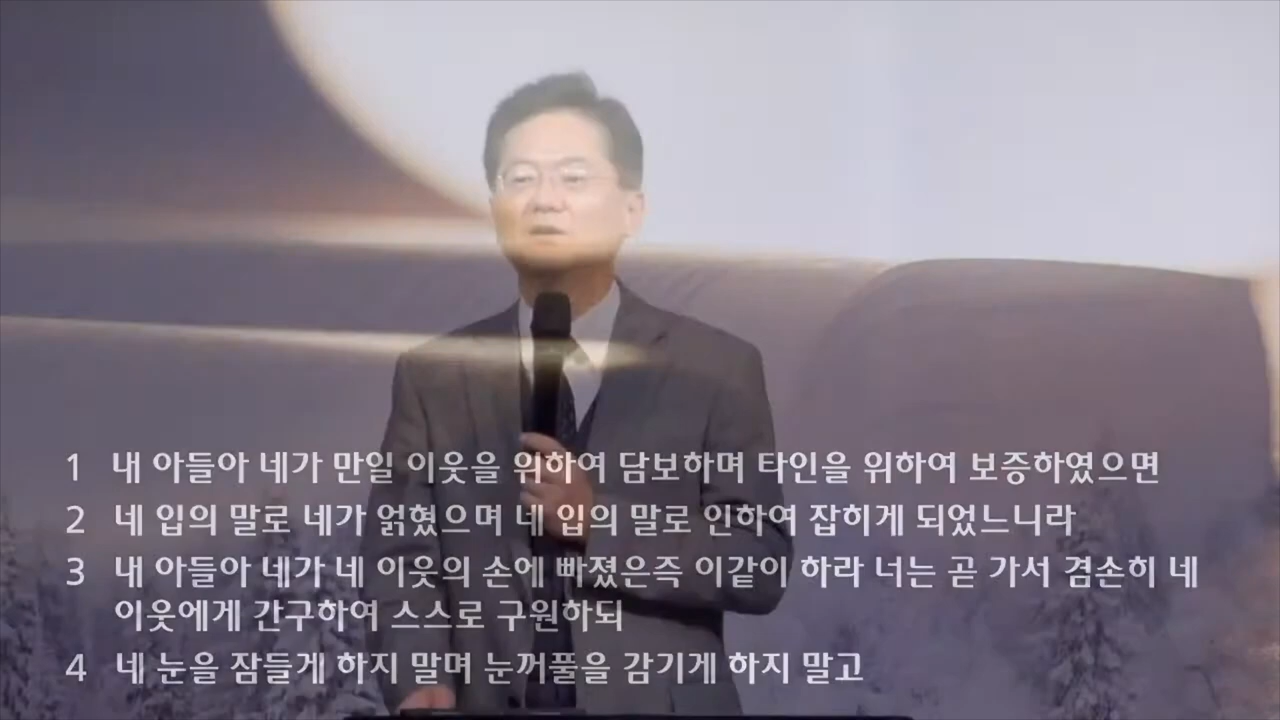 1 내 아들아 네가 만일 이웃을 위하여 담보하며 타인을 위하여 보증하였으면
2 네 입의 말로 네가 얽혔으며 네 입의 말로 인하여 잡히게 되었느니라
3 내 아들아 네가 네 이웃의 손에 빠졌은즉 이같이 하라 너는 곧 가서 겸손히 네
이웃에게 간구하여 스스로 구원하되
4 네 눈을 잠들게 하지 말며 눈꺼풀을 감기게 하지 말고